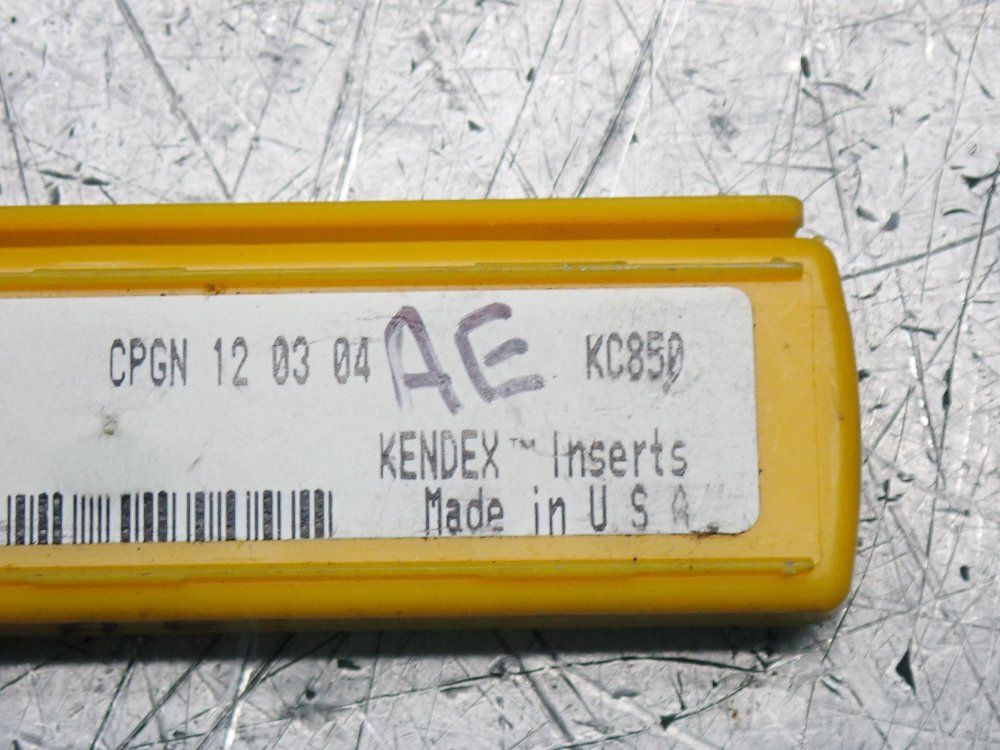 CPGN 12 03 04 AE KC850
KENDEX™ Inserts
Made in U S A